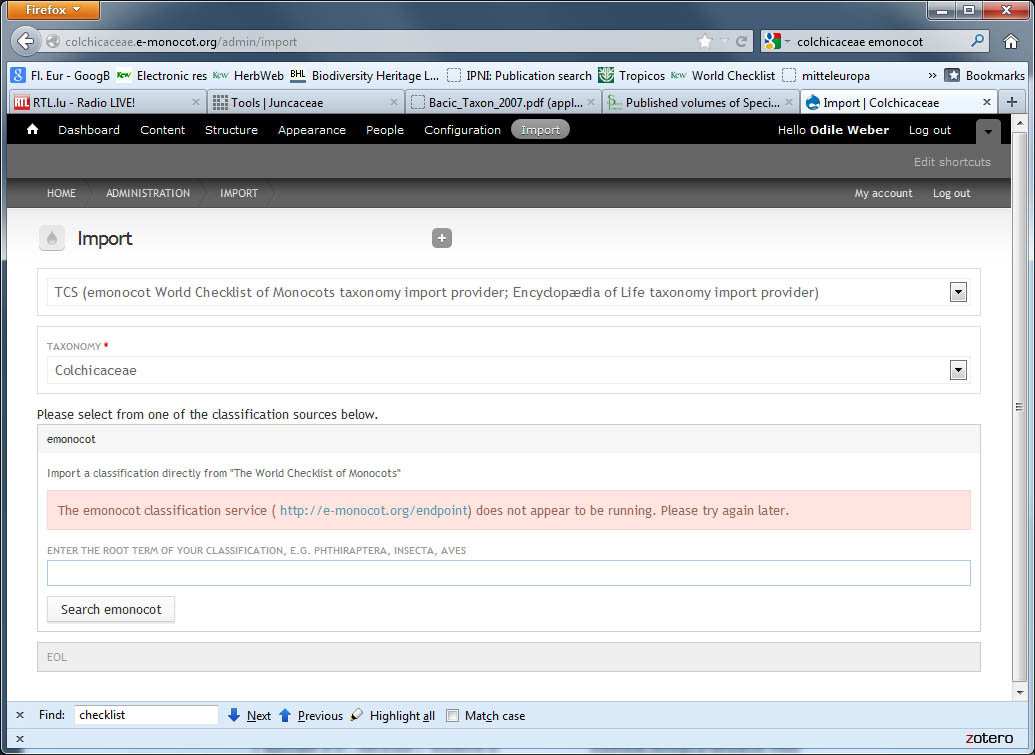 Firefox
colchicaceae.e-monocot.org/admin/import
colchicaceae emonocot
Fl. Eur - GoogB Kew Electronic res Kew HerbWeb BHL Biodiversity Heritage L... IPNI: Publication search Tropicos Kew World Checklist mitteleuropa » Bookmarks
RTL RTL.lu - Radio LIVE! Tools | Juncaceae Bacic_Taxon_2007.pdf (appl... Published volumes of Speci... Import | Colchicaceae
Dashboard Content Structure Appearance People Configuration Import Hello Odile Weber Log out
Edit shortcuts
HOME ADMINISTRATION IMPORT My account Log out
Import
TCS (emonocot World Checklist of Monocots taxonomy import provider; Encyclopædia of Life taxonomy import provider)
TAXONOMY *
Colchicaceae
Please select from one of the classification sources below.
emonocot
Import a classification directly from "The World Checklist of Monocots"
The emonocot classification service ( http://e-monocot.org/endpoint) does not appear to be running. Please try again later.
ENTER THE ROOT TERM OF YOUR CLASSIFICATION, E.G. PHTHIRAPTERA, INSECTA, AVES
Search emonocot
EOL
Find: checklist Next Previous Highlight all Match case
zotero